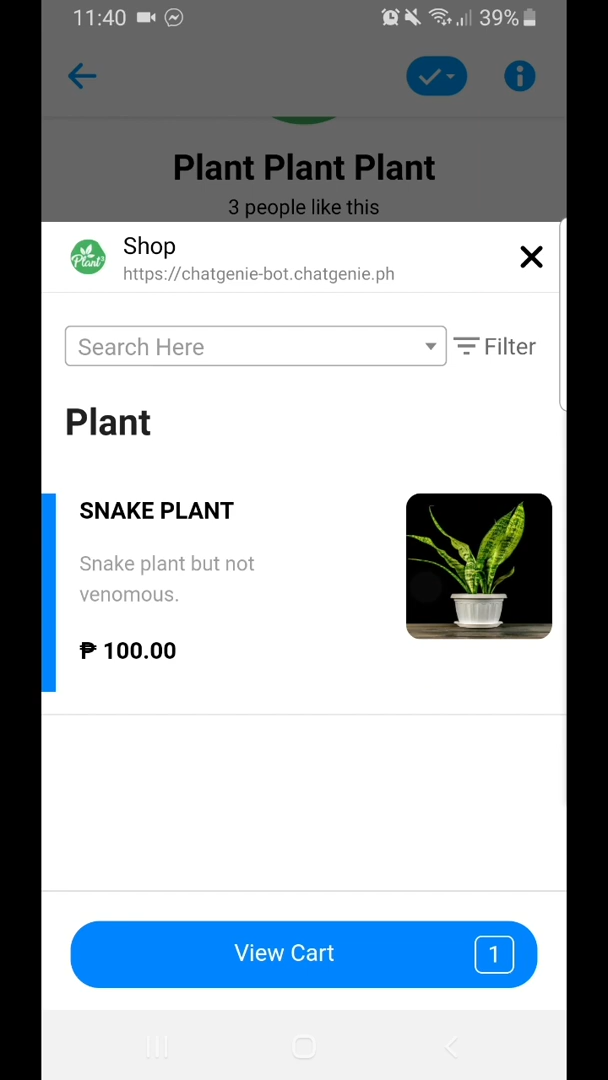 11:40
39%
Plant Plant Plant
3 people like this
Plant³
Shop
https://chatgenie-bot.chatgenie.ph
Search Here
Filter
Plant
SNAKE PLANT
Snake plant but not
venomous.
₱ 100.00
View Cart
1